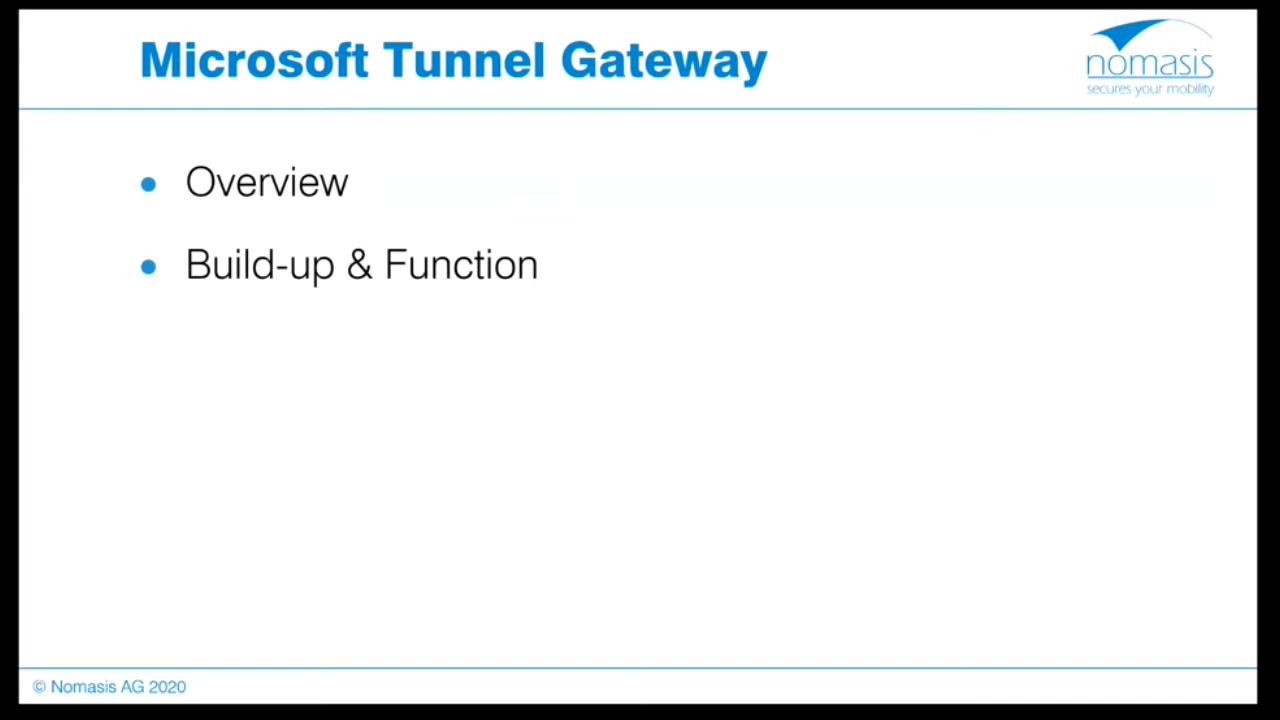 Microsoft Tunnel Gateway
nomasis
secures your mobility
• Overview
• Build-up & Function
© Nomasis AG 2020